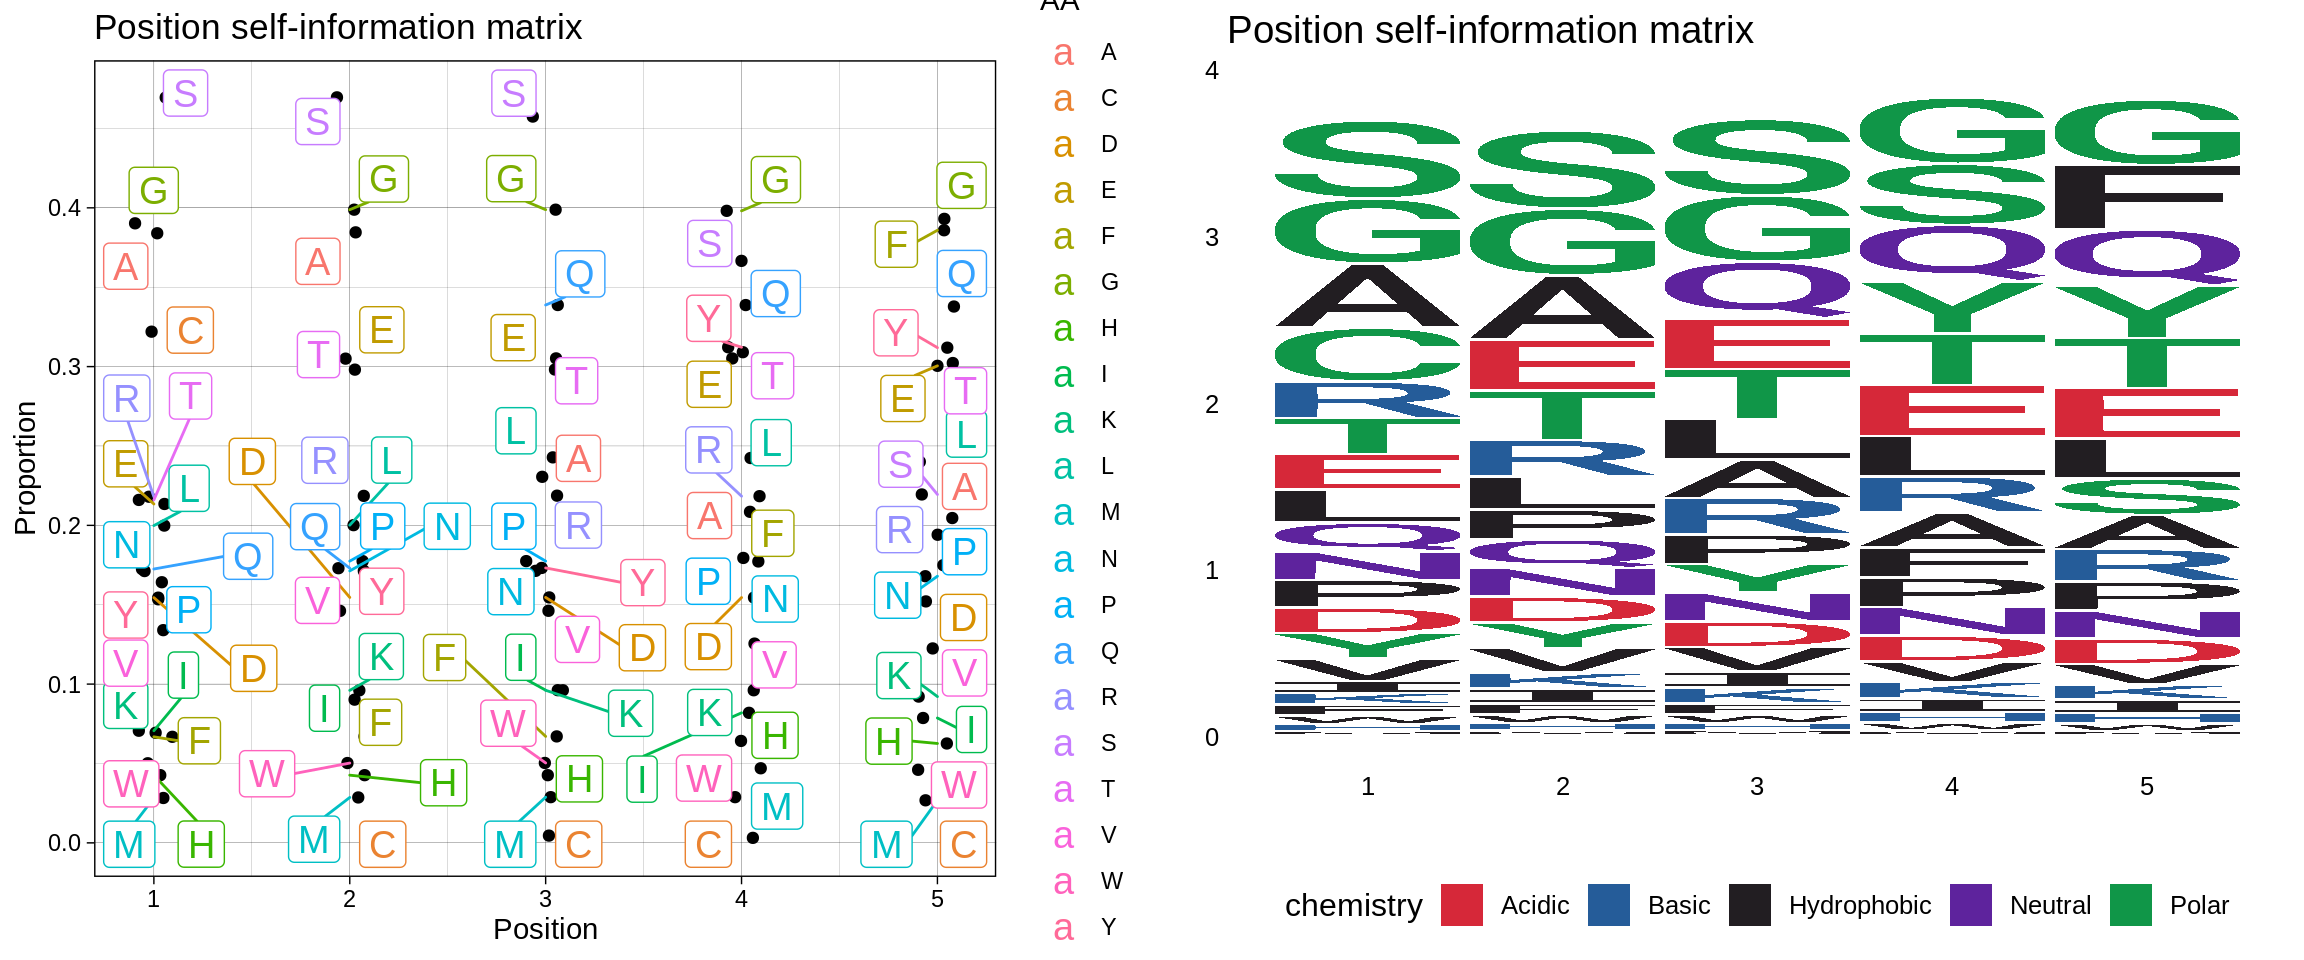 Position self-information matrix
Proportion
0.4
0.3
0.2
0.1
0.0
S G A C R T E L N Q P Y V D I K F W M H
S G A E T D R L Q P N V Y K I F W H M C
S G Q E T L A P R N Y V D I F K W H M C
G S Q Y T E L R A F P N D V K H I W M C
G F Q Y T E L S A R P N D K V I H W M C
1 2 3 4 5
Position
AA
a A
a C
a D
a E
a F
a G
a H
a I
a K
a L
a M
a N
a P
a Q
a R
a S
a T
a V
a W
a Y
Position self-information matrix
4
3
2
1
0
S G A C R T E L Q N P D Y V I K F W H M
S G A E T R L P Q N D Y V K I F W H M
S G Q E T L A R P Y N D V I K F W H M
G S Q Y T E L R A F P N D V K I H W M
G F Q Y T E L S A R P N D V K I H W M
1 2 3 4 5
chemistry Acidic Basic Hydrophobic Neutral Polar